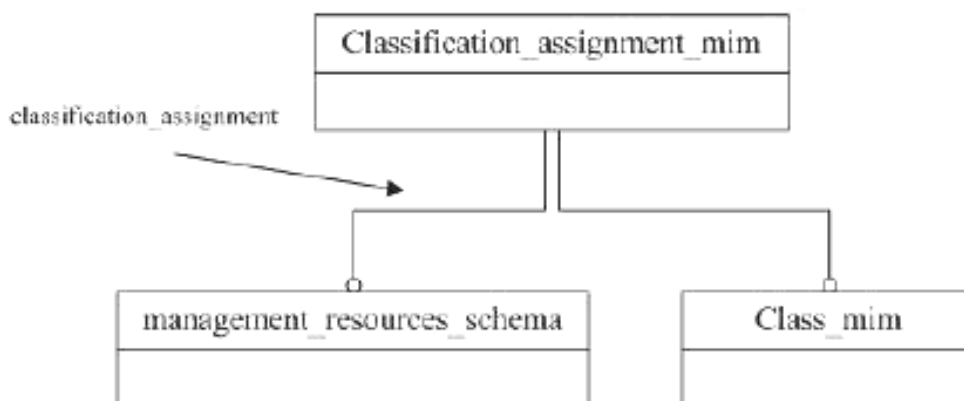 Classification_assignment_mim
classification_assignment
management_resources_schema
Class_mim